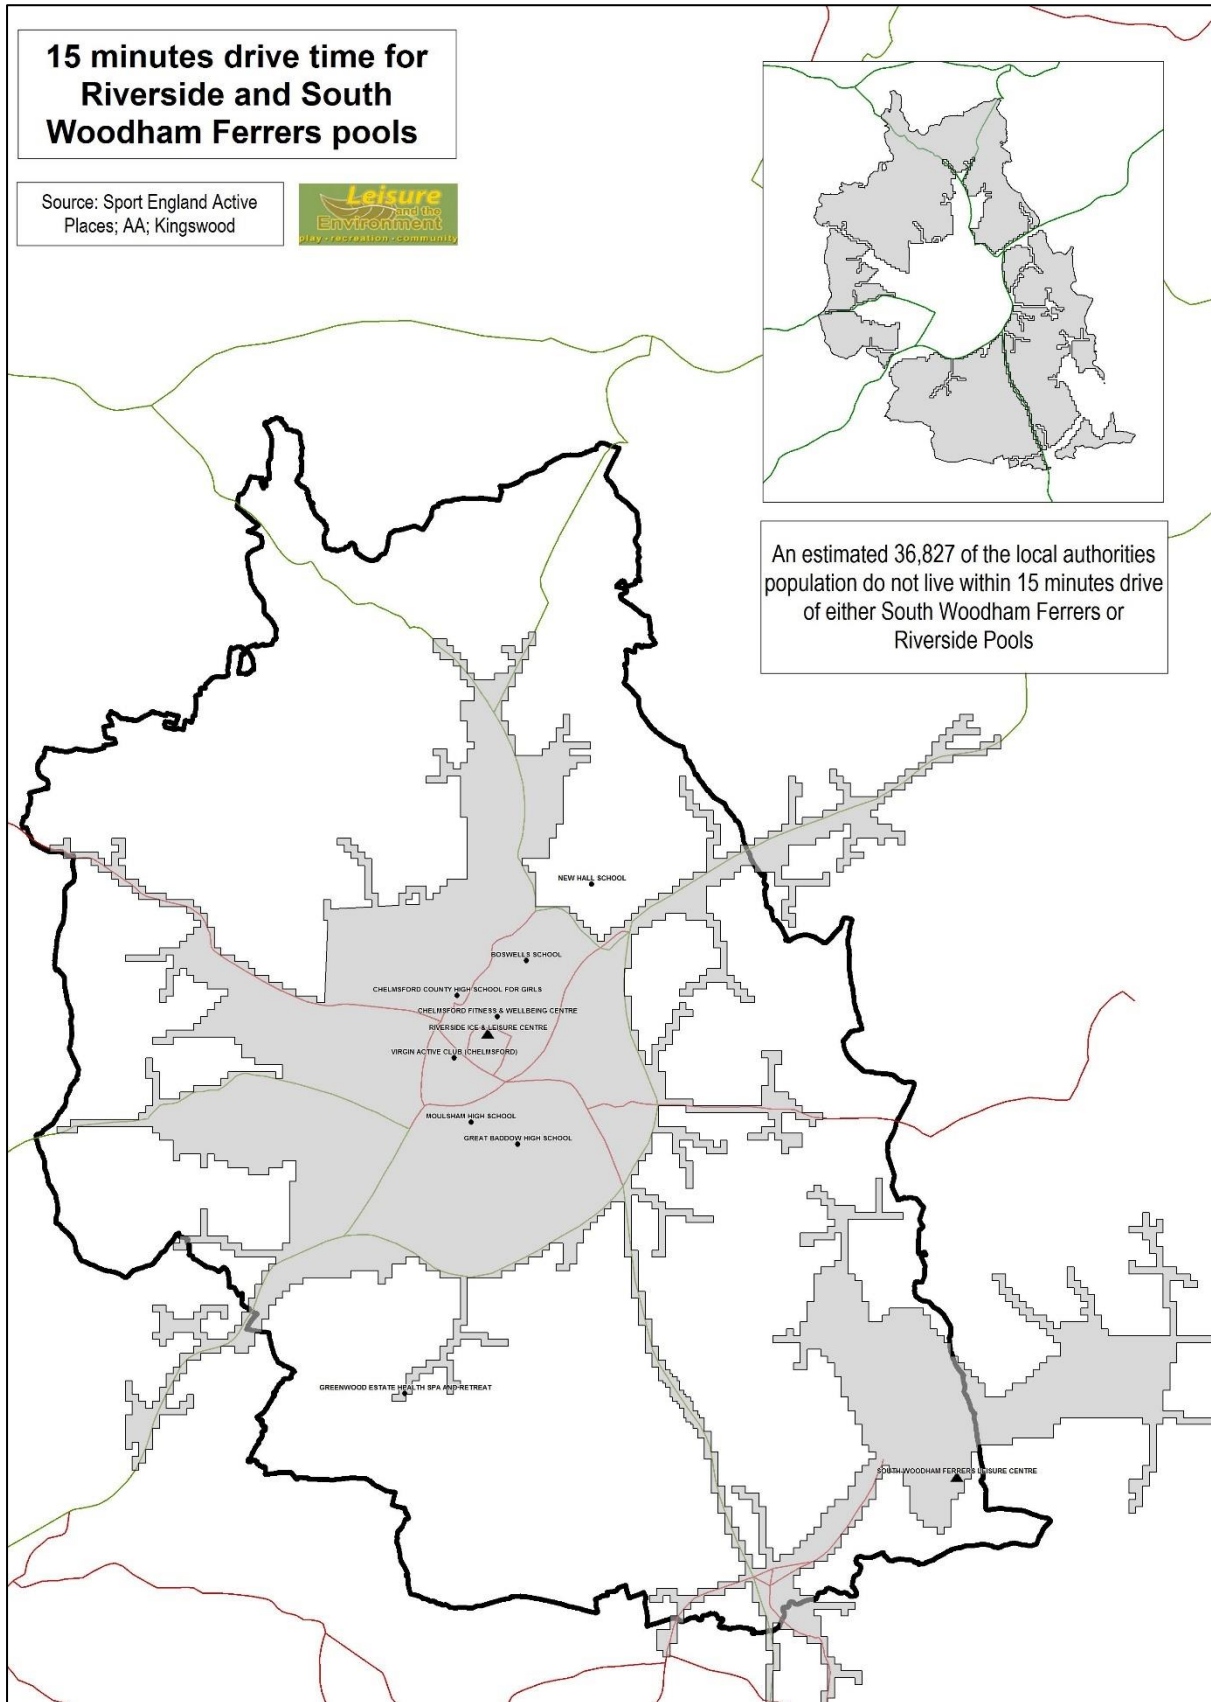 15 minutes drive time for
Riverside and South
Woodham Ferrers pools
Source: Sport England Active
Places; AA; Kingswood
Leisure
and the
Environment
play - recreation - community
An estimated 36,827 of the local authorities
population do not live within 15 minutes drive
of either South Woodham Ferrers or
Riverside Pools
NEW HALL SCHOOL
BOSWELLS SCHOOL
CHELMSFORD COUNTY HIGH SCHOOL FOR GIRLS
CHELMSFORD FITNESS & WELLBEING CENTRE
RIVERSIDE ICE & LEISURE CENTRE
VIRGIN ACTIVE CLUB (CHELMSFORD)
MOULSHAM HIGH SCHOOL
GREAT BADDOW HIGH SCHOOL
GREENWOOD ESTATE HEALTH SPA AND RETREAT
SOUTH WOODHAM FERRERS LEISURE CENTRE